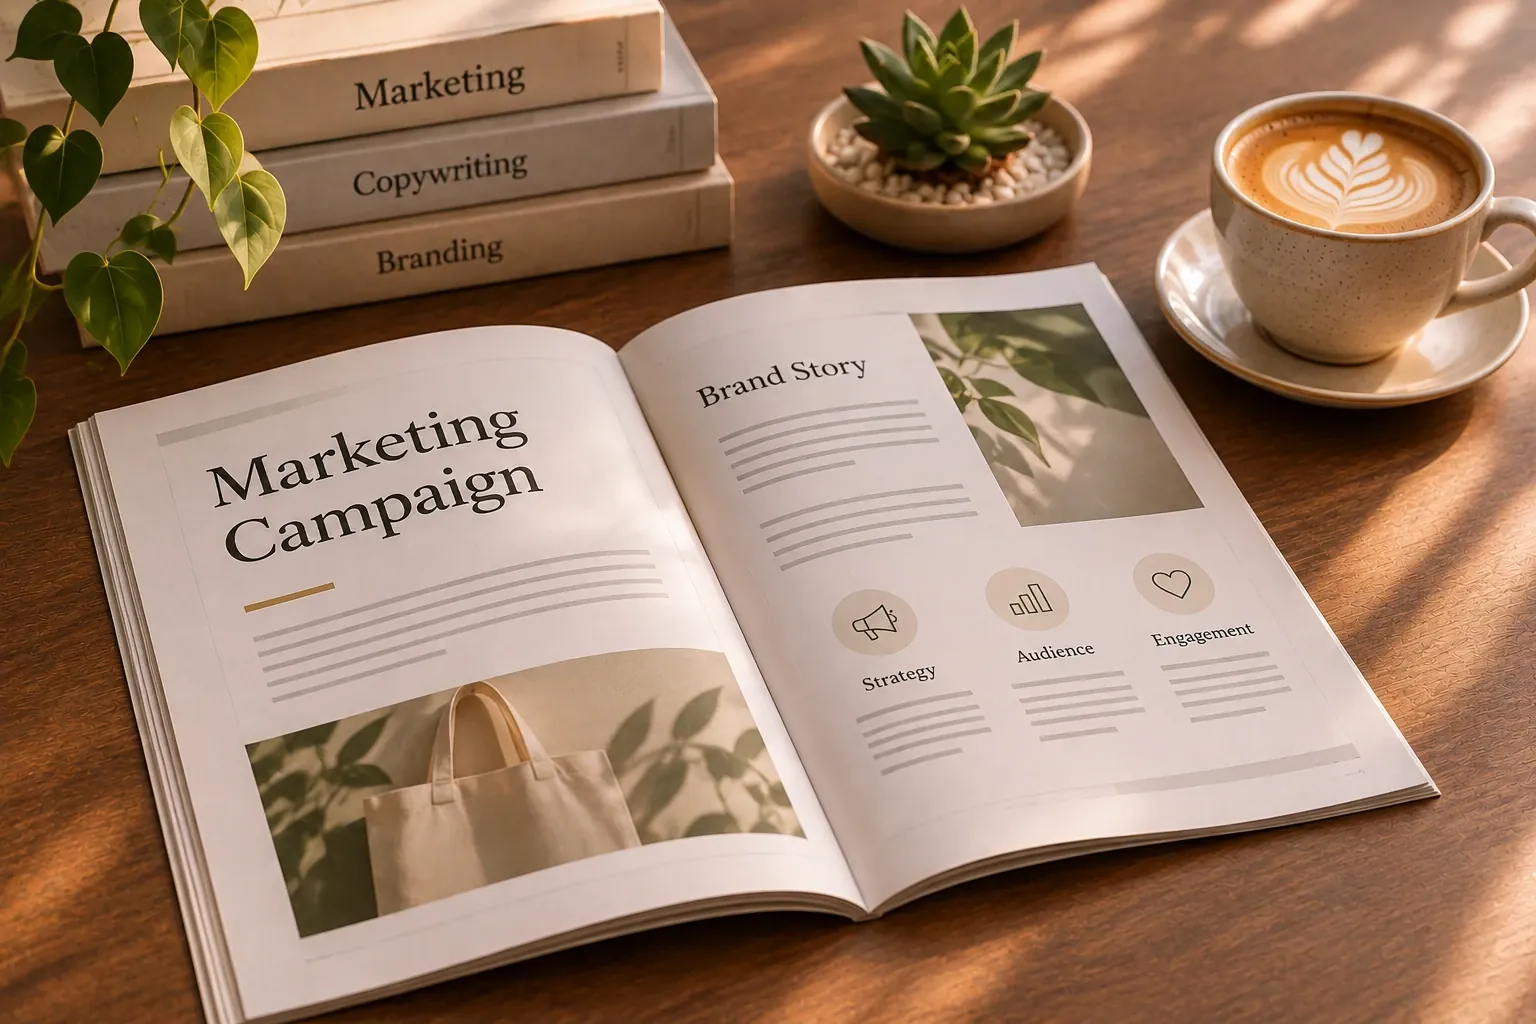 Marketing
Copywriting
Branding
Marketing
Campaign
Brand Story
Strategy
Audience
Engagement